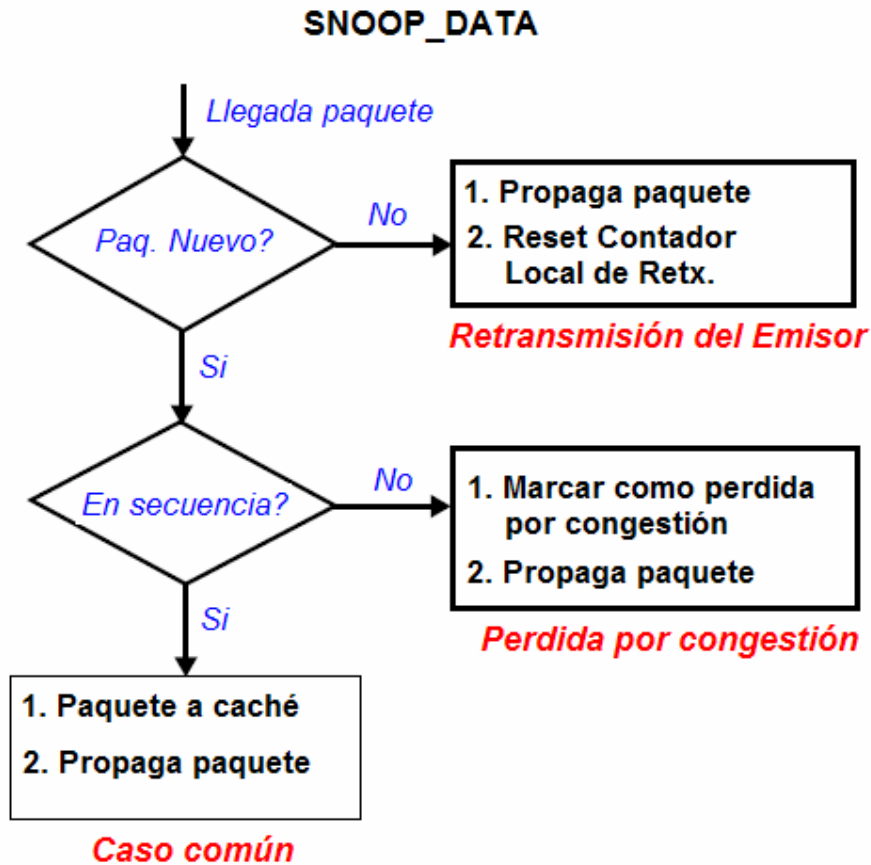 SNOOP_DATA
Llegada paquete
Paq. Nuevo?
No
1. Propaga paquete
2. Reset Contador
Local de Retx.
Retransmisión del Emisor
Si
En secuencia?
No
1. Marcar como perdida
por congestión
2. Propaga paquete
Perdida por congestión
Si
1. Paquete a caché
2. Propaga paquete
Caso común